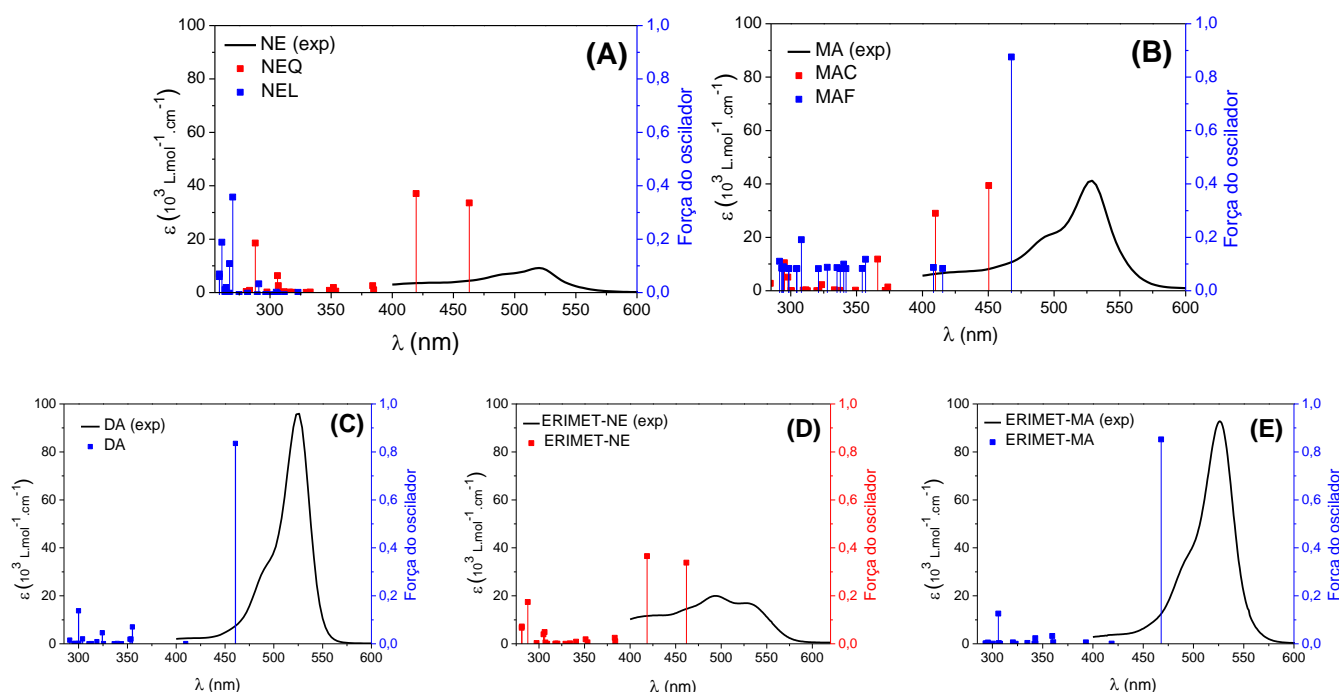 (A)
NE (exp)
NEQ
NEL
ε (10³ L.mol⁻¹.cm⁻¹)
100
80
60
40
20
0
300 350 400 450 500 550 600
λ (nm)
1,0
0,8
0,6
0,4
0,2
0,0
Força do oscilador
(B)
MA (exp)
MAC
MAF
ε (10³ L.mol⁻¹.cm⁻¹)
100
80
60
40
20
0
300 350 400 450 500 550 600
λ (nm)
1,0
0,8
0,6
0,4
0,2
0,0
Força do oscilador
(C)
DA (exp)
DA
ε (10³ L.mol⁻¹.cm⁻¹)
100
80
60
40
20
0
300 350 400 450 500 550 600
λ (nm)
1,0
0,8
0,6
0,4
0,2
0,0
Força do oscilador
(D)
ERIMET-NE (exp)
ERIMET-NE
ε (10³ L.mol⁻¹.cm⁻¹)
100
80
60
40
20
0
300 350 400 450 500 550 600
λ (nm)
1,0
0,8
0,6
0,4
0,2
0,0
Força do oscilador
(E)
ERIMET-MA (exp)
ERIMET-MA
ε (10³ L.mol⁻¹.cm⁻¹)
100
80
60
40
20
0
300 350 400 450 500 550 600
λ (nm)
1,0
0,8
0,6
0,4
0,2
0,0
Força do oscilador